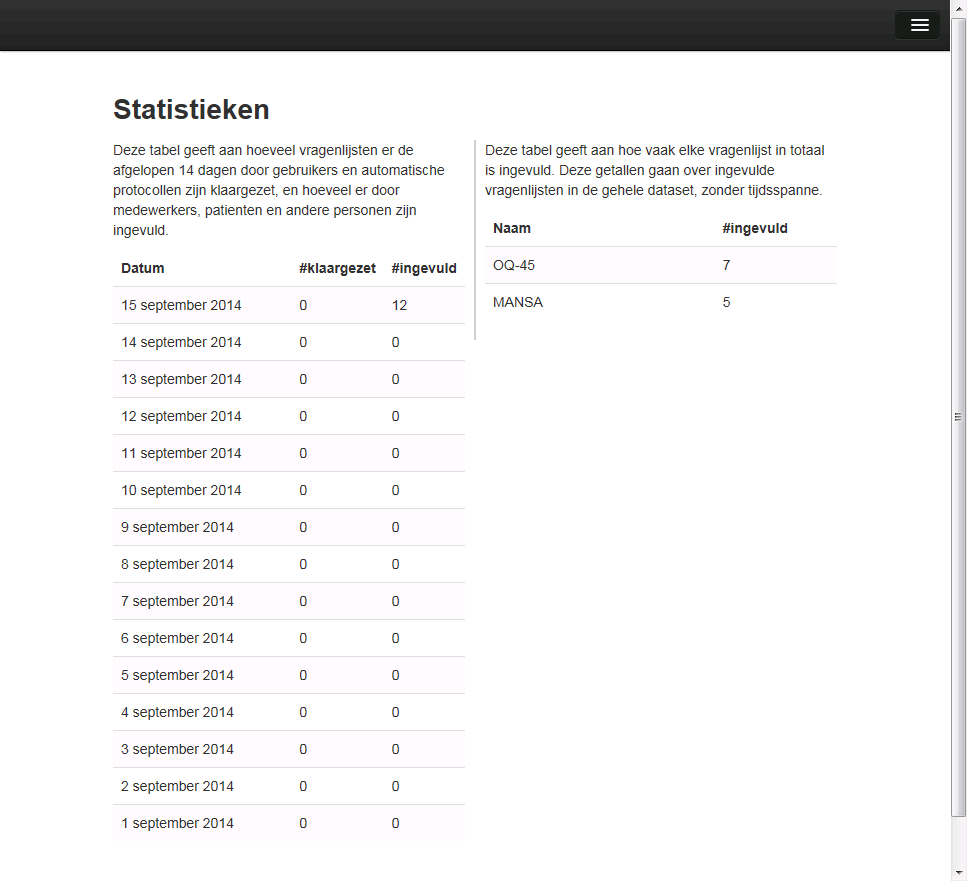 Statistieken
Deze tabel geeft aan hoeveel vragenlijsten er de
afgelopen 14 dagen door gebruikers en automatische
protocollen zijn klaargezet, en hoeveel er door
medewerkers, patienten en andere personen zijn
ingevuld.
Datum #klaargezet #ingevuld
15 september 2014 0 12
14 september 2014 0 0
13 september 2014 0 0
12 september 2014 0 0
11 september 2014 0 0
10 september 2014 0 0
9 september 2014 0 0
8 september 2014 0 0
7 september 2014 0 0
6 september 2014 0 0
5 september 2014 0 0
4 september 2014 0 0
3 september 2014 0 0
2 september 2014 0 0
1 september 2014 0 0
Deze tabel geeft aan hoe vaak elke vragenlijst in totaal
is ingevuld. Deze getallen gaan over ingevulde
vragenlijsten in de gehele dataset, zonder tijdsspanne.
Naam #ingevuld
OQ-45 7
MANSA 5